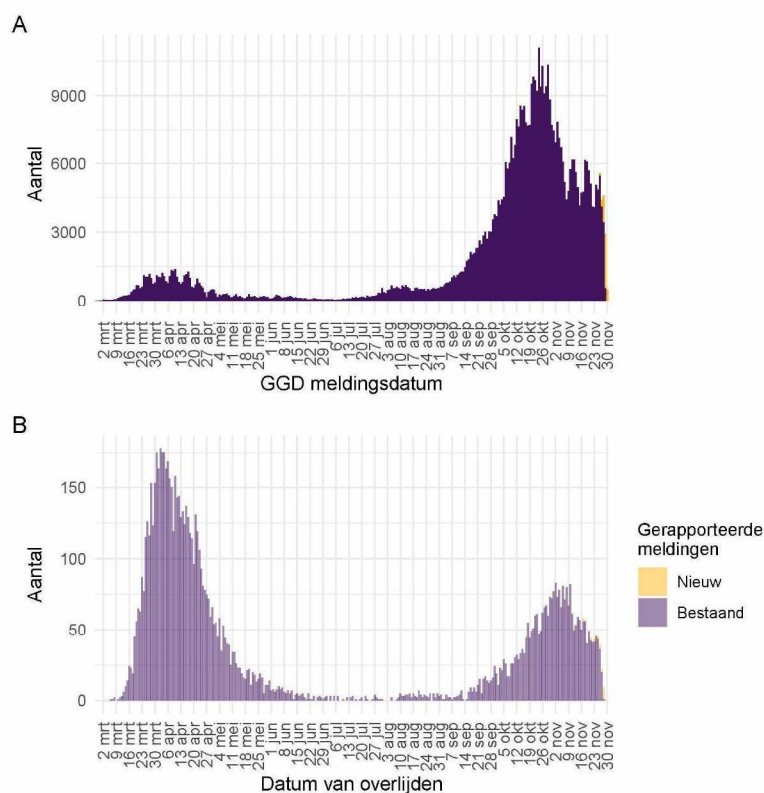 A
Aantal
9000
6000
3000
0
2 mrt
9 mrt
16 mrt
23 mrt
30 mrt
6 apr
13 apr
20 apr
27 apr
4 mei
11 mei
18 mei
25 mei
1 jun
8 jun
15 jun
22 jun
29 jun
6 jul
13 jul
20 jul
27 jul
3 aug
10 aug
17 aug
24 aug
31 aug
7 sep
14 sep
21 sep
28 sep
5 okt
12 okt
19 okt
26 okt
2 nov
9 nov
16 nov
23 nov
30 nov
GGD meldingsdatum
B
Aantal
150
100
50
0
2 mrt
9 mrt
16 mrt
23 mrt
30 mrt
6 apr
13 apr
20 apr
27 apr
4 mei
11 mei
18 mei
25 mei
1 jun
8 jun
15 jun
22 jun
29 jun
6 jul
13 jul
20 jul
27 jul
3 aug
10 aug
17 aug
24 aug
31 aug
7 sep
14 sep
21 sep
28 sep
5 okt
12 okt
19 okt
26 okt
2 nov
9 nov
16 nov
23 nov
30 nov
Datum van overlijden
Gerapporteerde
meldingen
Nieuw
Bestaand